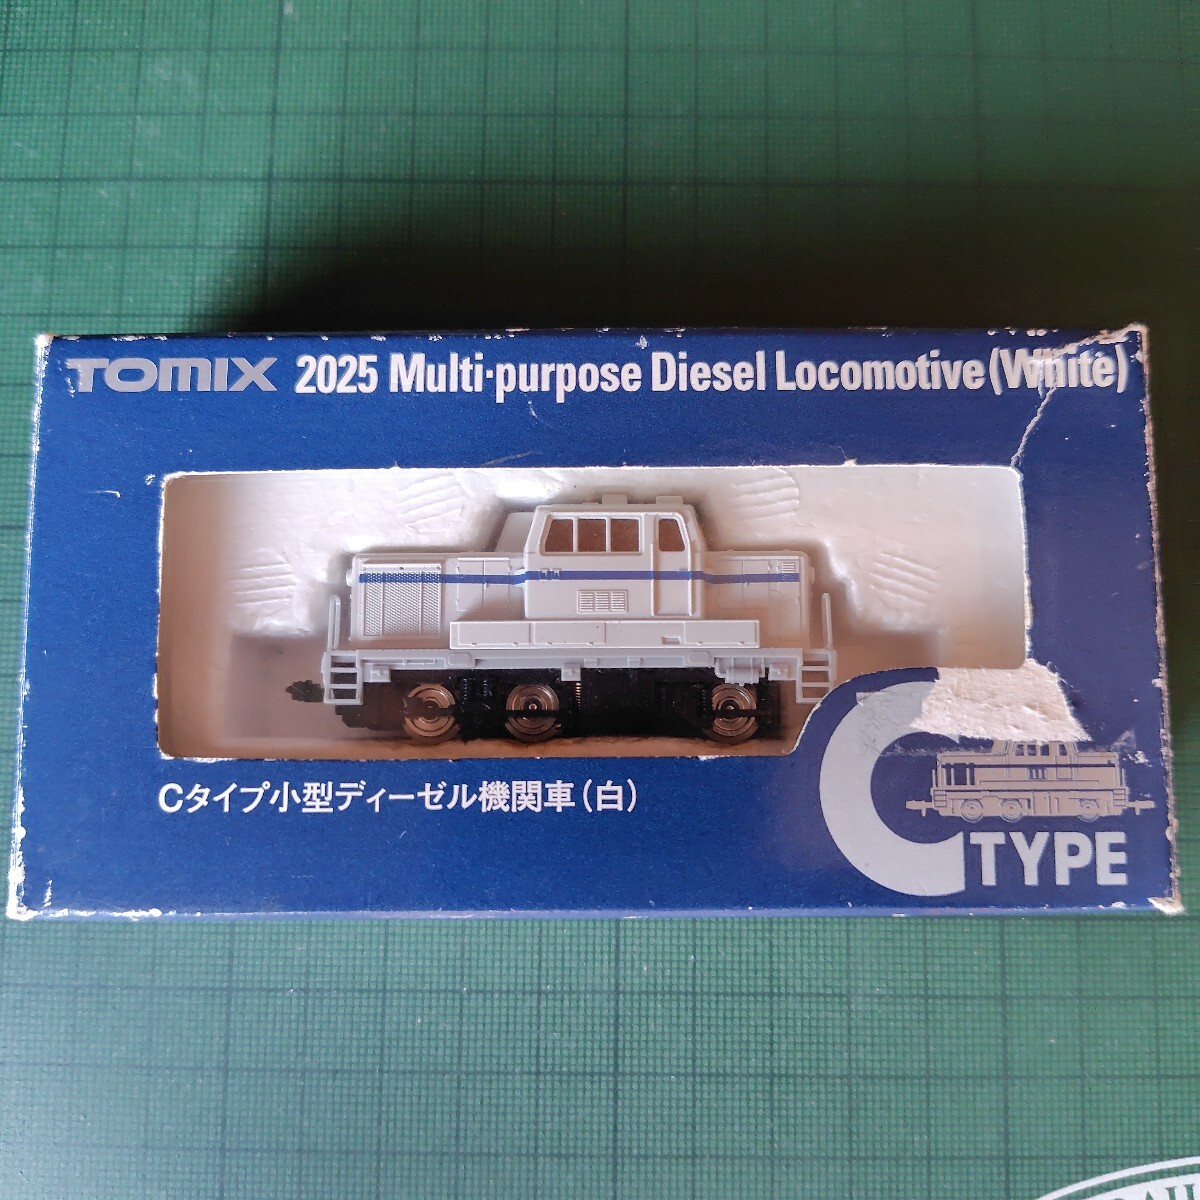 TOMIX 2025 Multi-purpose Diesel Locomotive (White)
Cタイプ小型ディーゼル機関車(白)
C TYPE